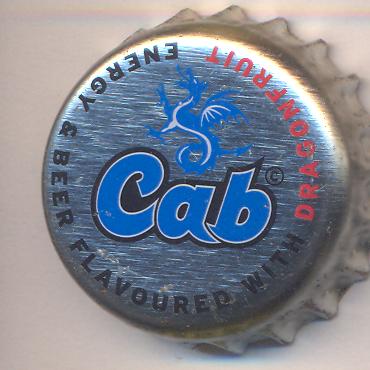 Cab ©
ENERGY & BEER FLAVOURED WITH DRAGONFRUIT